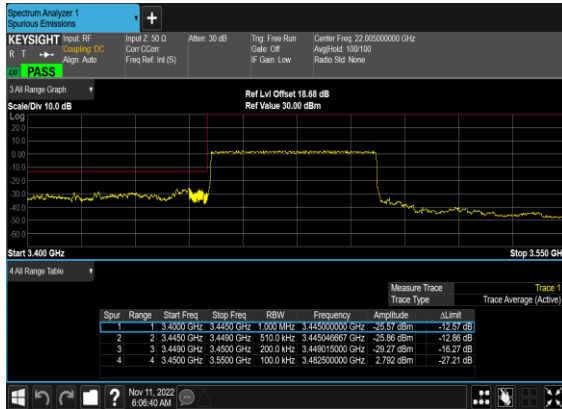 Spectrum Analyzer 1
Spurious Emissions
KEYSIGHT Input: RF Input Z: 50 Ω Atten: 30 dB Trig: Free Run Center Freq: 22.005000000 GHz
R T Coupling: DC Corr CCorr Gate: Off Avg|Hold: 100/100
Align: Auto Freq Ref: Int (S) IF Gain: Low Radio Std: None
LV PASS
3 All Range Graph
Ref Lvl Offset 18.68 dB
Scale/Div 10.0 dB Ref Value 30.00 dBm
Log
20.0
10.0
0.00
-10.0
-20.0
-30.0
-40.0
-50.0
-60.0
Start 3.400 GHz Stop 3.550 GH
4 All Range Table
Measure Trace Trace 1
Trace Type Trace Average (Active)
Spur Range Start Freq Stop Freq RBW Frequency Amplitude ΔLimit
1 1 3.4000 GHz 3.4450 GHz 1.000 MHz 3.445000000 GHz -25.57 dBm -12.57 dB
2 2 3.4450 GHz 3.4490 GHz 510.0 kHz 3.445046667 GHz -25.86 dBm -12.86 dB
3 3 3.4490 GHz 3.4500 GHz 200.0 kHz 3.449015000 GHz -29.27 dBm -16.27 dB
4 4 3.4500 GHz 3.5500 GHz 100.0 kHz 3.482500000 GHz 2.792 dBm -27.21 dB
? Nov 11, 2022
6:06:40 AM